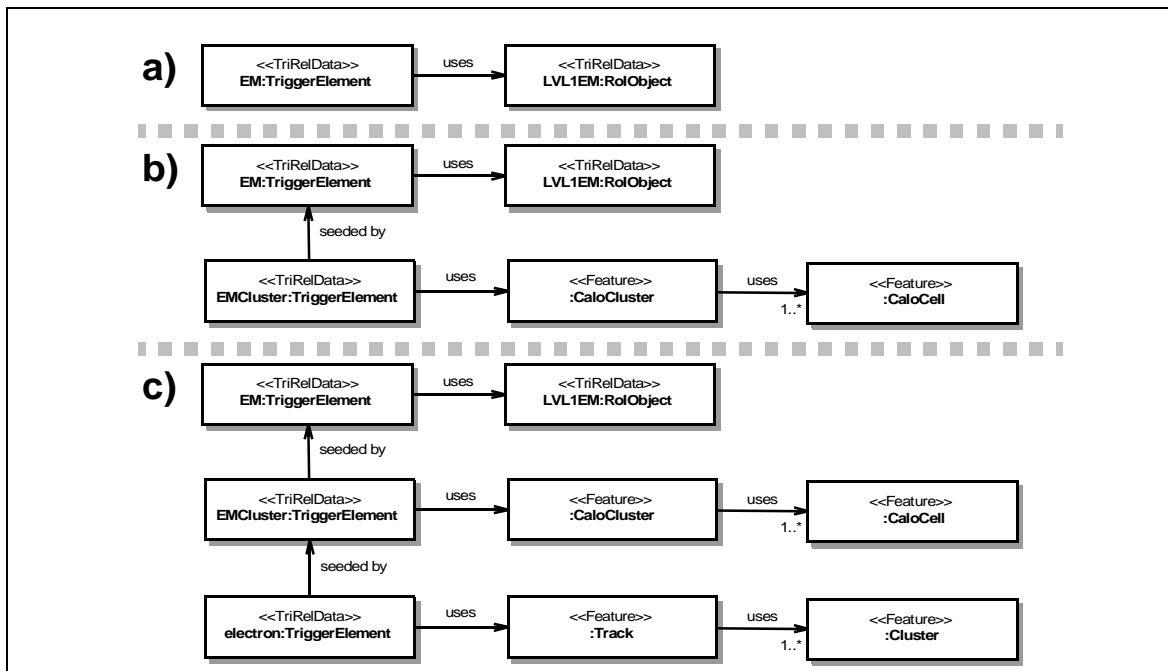 a)
<<TriRelData>>
EM:TriggerElement
uses
<<TriRelData>>
LVL1EM:RoIObject
b)
<<TriRelData>>
EM:TriggerElement
uses
<<TriRelData>>
LVL1EM:RoIObject
seeded by
<<TriRelData>>
EMCluster:TriggerElement
uses
<<Feature>>
:CaloCluster
uses
1..*
<<Feature>>
:CaloCell
c)
<<TriRelData>>
EM:TriggerElement
uses
<<TriRelData>>
LVL1EM:RoIObject
seeded by
<<TriRelData>>
EMCluster:TriggerElement
uses
<<Feature>>
:CaloCluster
uses
1..*
<<Feature>>
:CaloCell
seeded by
<<TriRelData>>
electron:TriggerElement
uses
<<Feature>>
:Track
uses
1..*
<<Feature>>
:Cluster